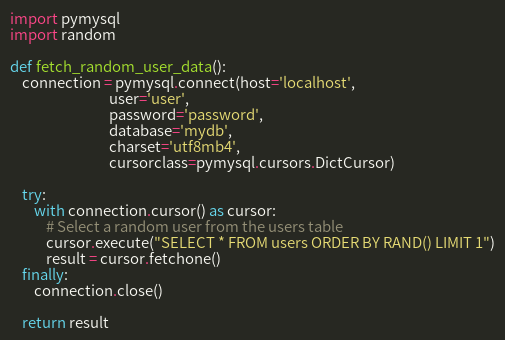 import pymysql
import random
def fetch_random_user_data():
connection = pymysql.connect(host='localhost',
user='user',
password='password',
database='mydb',
charset='utf8mb4',
cursorclass=pymysql.cursors.DictCursor)
try:
with connection.cursor() as cursor:
# Select a random user from the users table
cursor.execute("SELECT * FROM users ORDER BY RAND() LIMIT 1")
result = cursor.fetchone()
finally:
connection.close()
return result